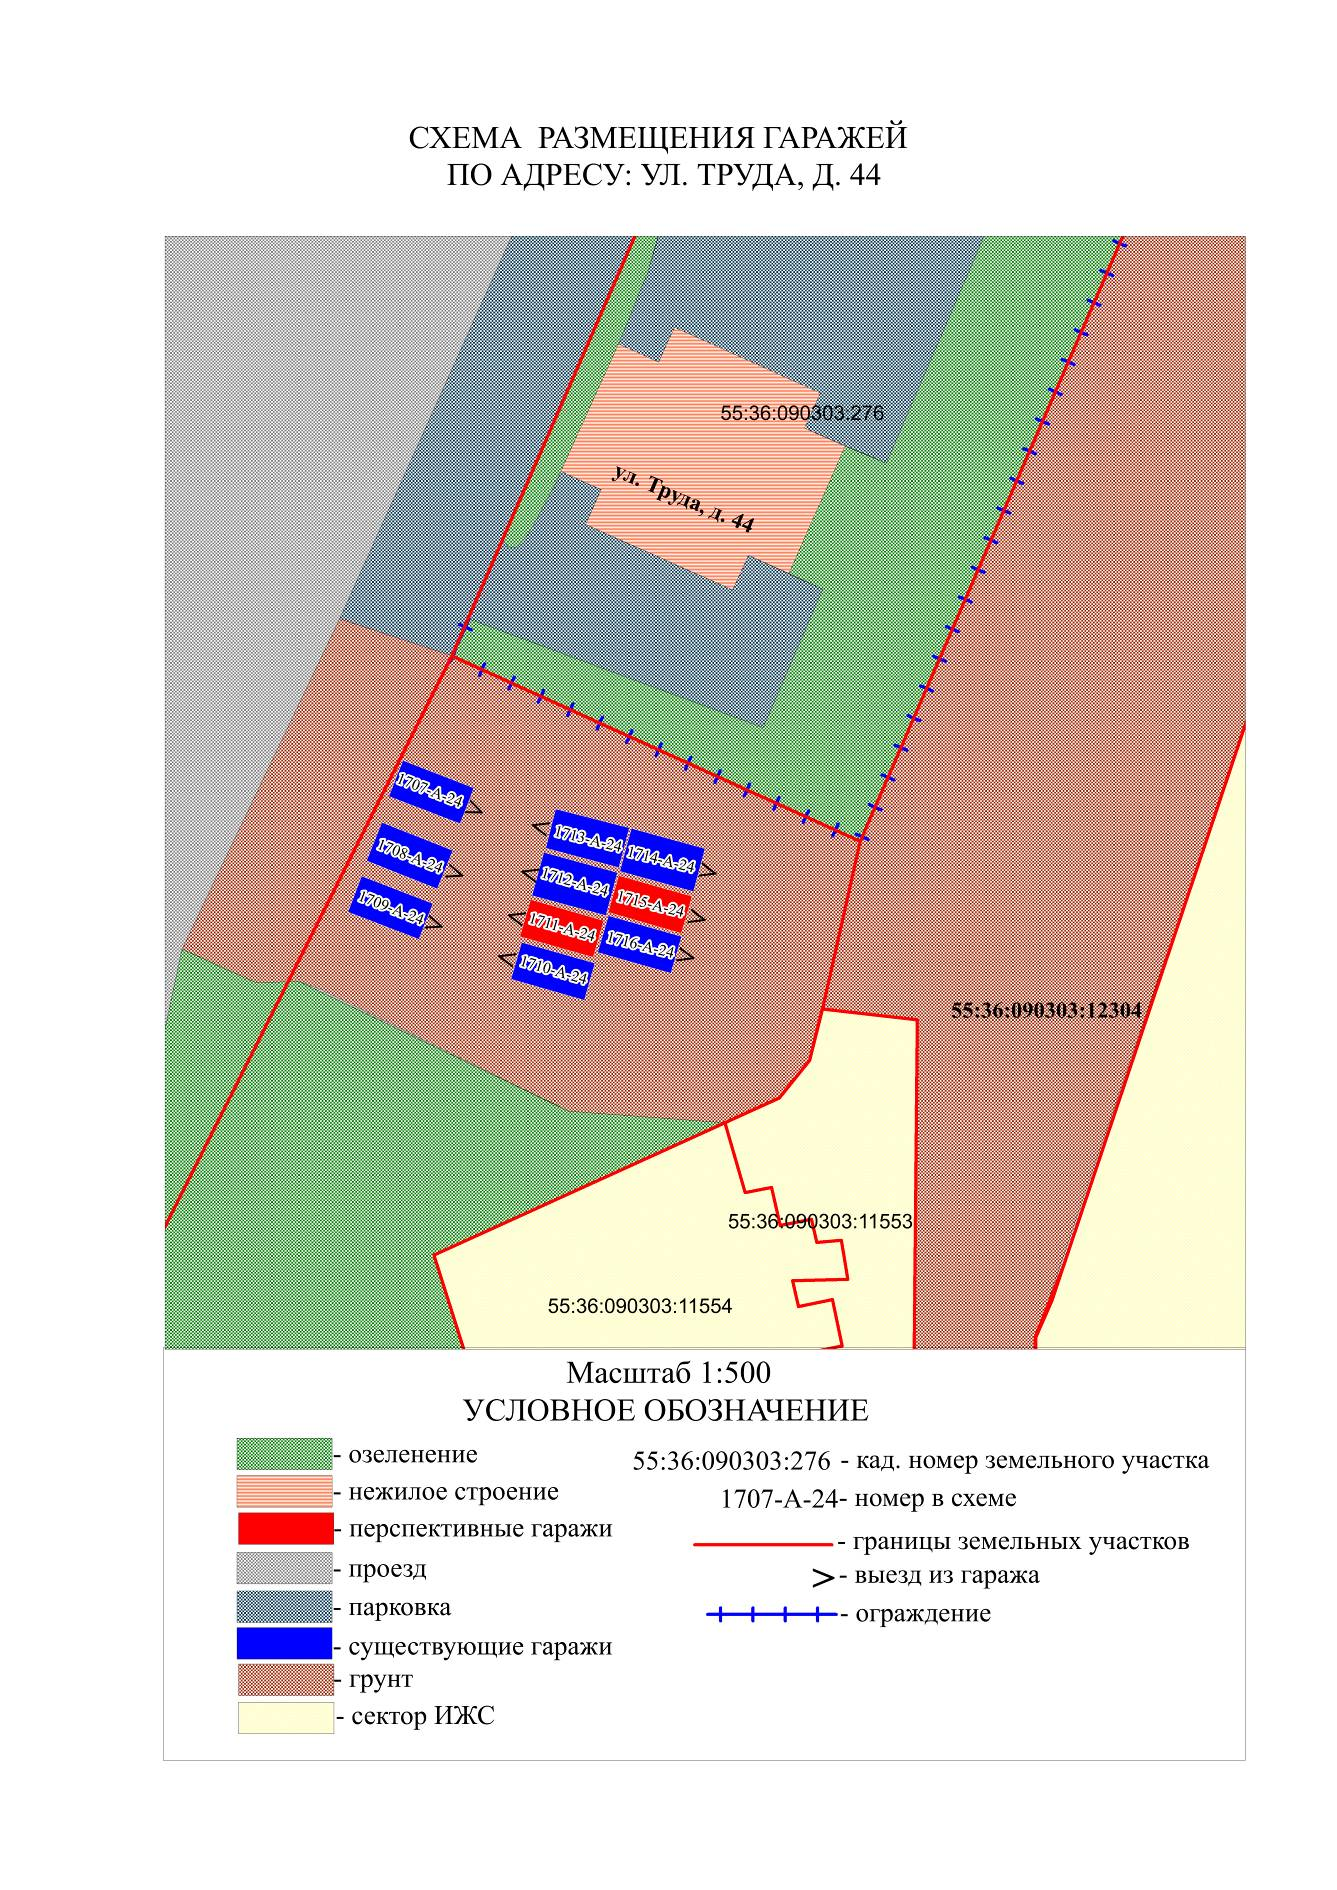 СХЕМА РАЗМЕЩЕНИЯ ГАРАЖЕЙ
ПО АДРЕСУ: УЛ. ТРУДА, Д. 44
55:36:090303:276
ул. Труда, д. 44
1707-А-24
1708-А-24
1709-А-24
1713-А-24
1714-А-24
1712-А-24
1715-А-24
1711-А-24
1716-А-24
1710-А-24
55:36:090303:12304
55:36:090303:11553
55:36:090303:11554
Масштаб 1:500
УСЛОВНОЕ ОБОЗНАЧЕНИЕ
- озеленение
- нежилое строение
- перспективные гаражи
- проезд
- парковка
- существующие гаражи
- грунт
- сектор ИЖС
55:36:090303:276 - кад. номер земельного участка
1707-А-24- номер в схеме
- границы земельных участков
- выезд из гаража
- ограждение